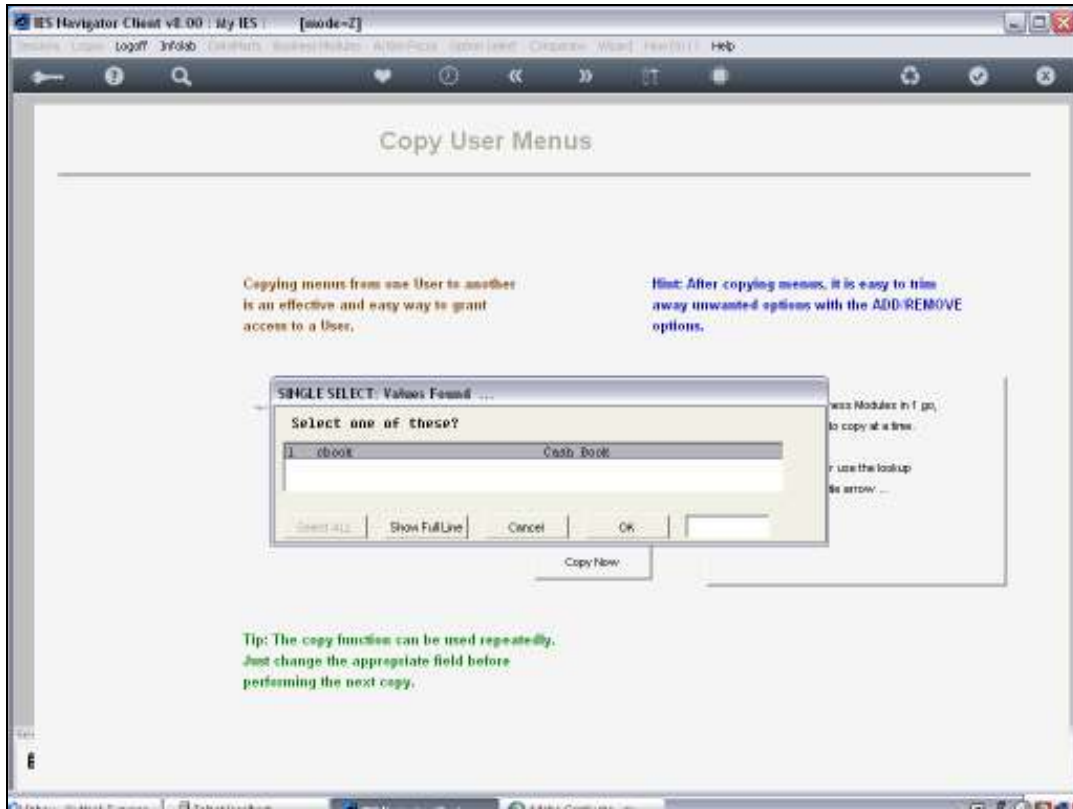 IES Navigator Client v8.00 : My IES : [mode=Z]
Logoff Infolab Help
Copy User Menus
Copying menus from one User to another
is an effective and easy way to grant
access to a User.
Hint: After copying menus, it is easy to trim
away unwanted options with the ADD/REMOVE
options.
SINGLE SELECT: Values Found ...
Select one of these?
1 cbook Cash Book
Select ALL Show Full Line Cancel OK
ness Modules in 1 go,
to copy at a time.
r use the lookup
tle arrow ...
Copy Now
Tip: The copy function can be used repeatedly.
Just change the appropriate field before
performing the next copy.